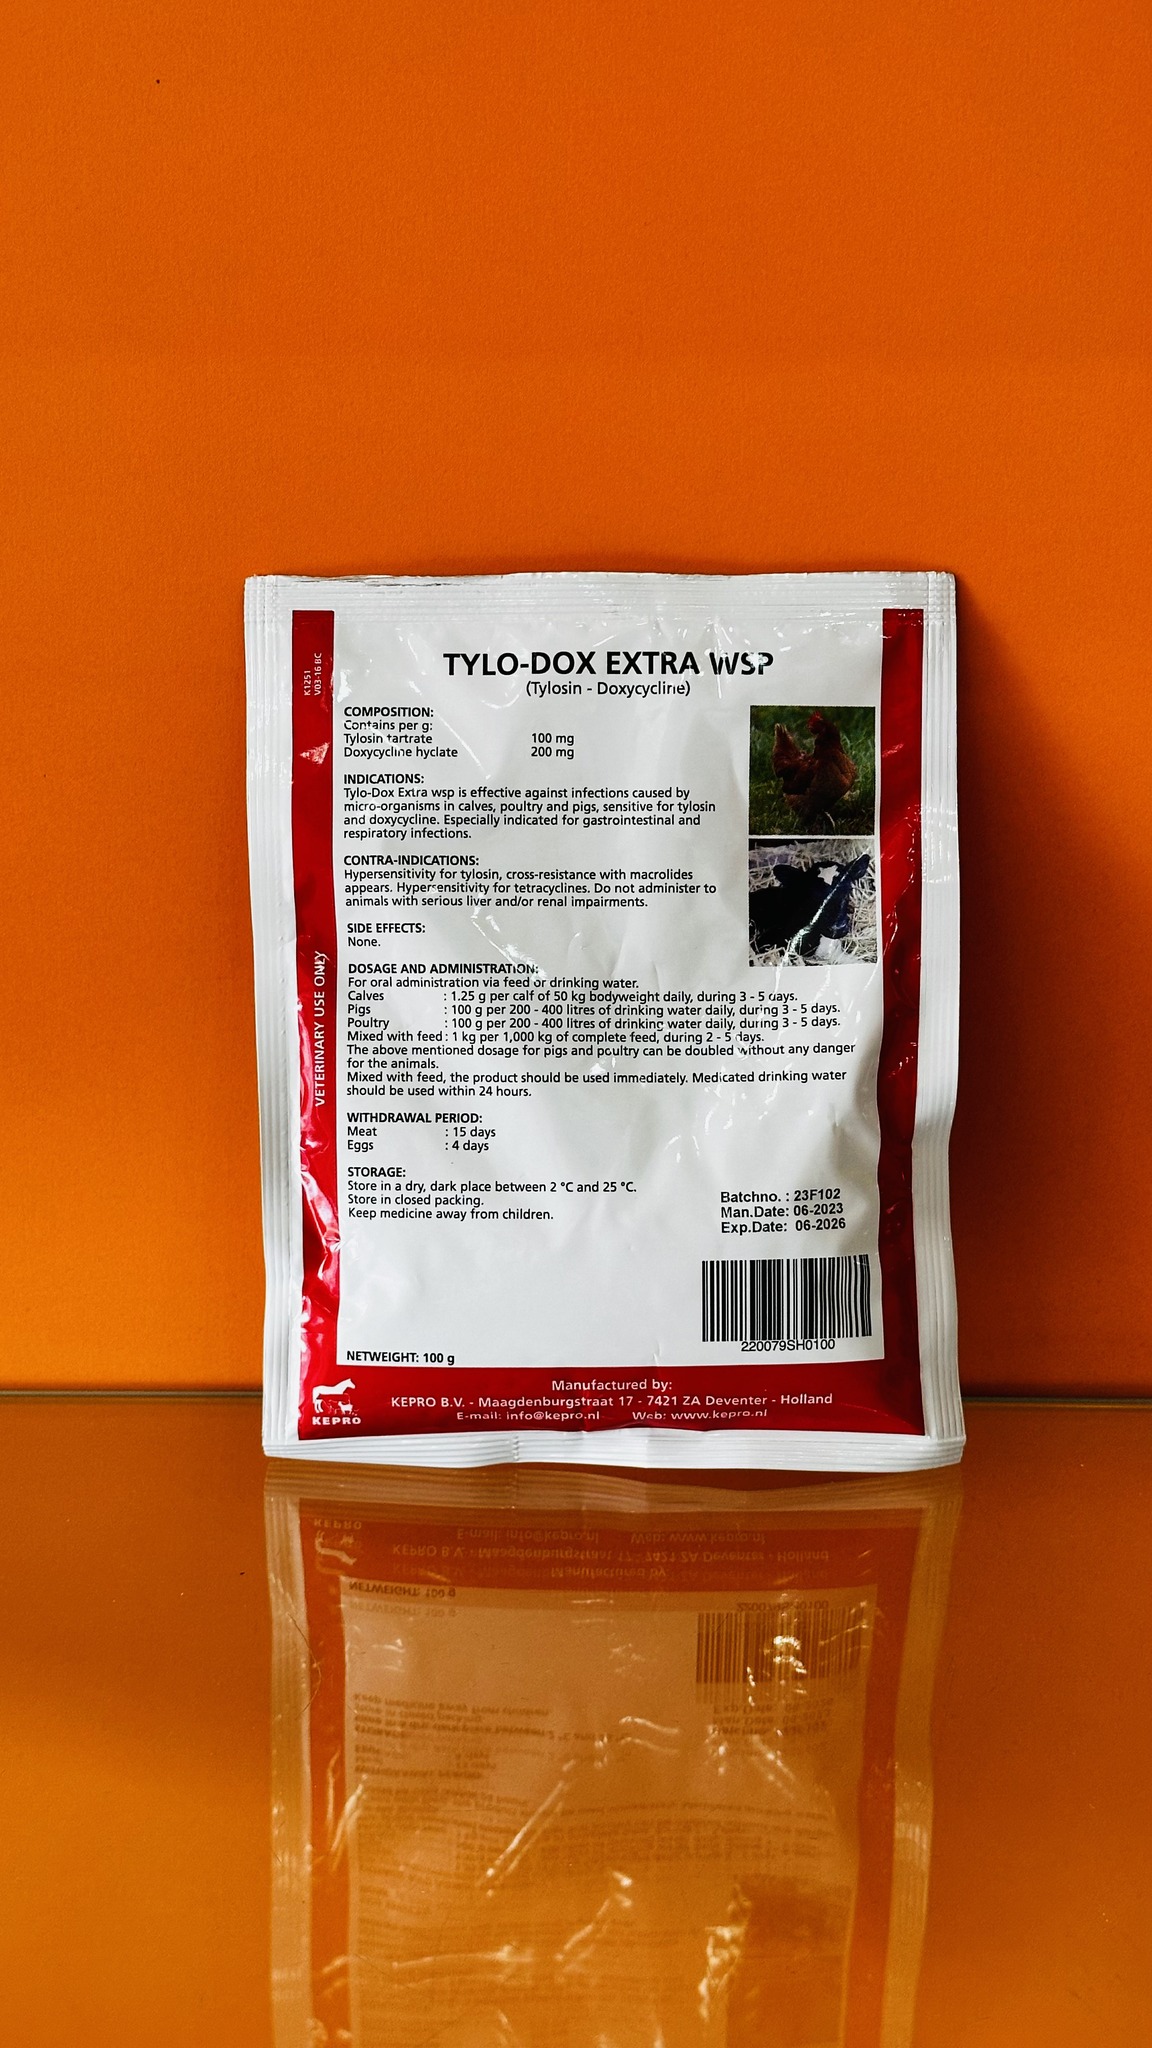 K1251
V03-16 BC
VETERINARY USE ONLY
TYLO-DOX EXTRA WSP
(Tylosin - Doxycycline)
COMPOSITION:
Contains per g:
Tylosin tartrate 100 mg
Doxycycline hyclate 200 mg
INDICATIONS:
Tylo-Dox Extra wsp is effective against infections caused by
micro-organisms in calves, poultry and pigs, sensitive for tylosin
and doxycycline. Especially indicated for gastrointestinal and
respiratory infections.
CONTRA-INDICATIONS:
Hypersensitivity for tylosin, cross-resistance with macrolides
appears. Hypersensitivity for tetracyclines. Do not administer to
animals with serious liver and/or renal impairments.
SIDE EFFECTS:
None.
DOSAGE AND ADMINISTRATION:
For oral administration via feed or drinking water.
Calves : 1.25 g per calf of 50 kg bodyweight daily, during 3 - 5 days.
Pigs : 100 g per 200 - 400 litres of drinking water daily, during 3 - 5 days.
Poultry : 100 g per 200 - 400 litres of drinking water daily, during 3 - 5 days.
Mixed with feed : 1 kg per 1,000 kg of complete feed, during 2 - 5 days.
The above mentioned dosage for pigs and poultry can be doubled without any danger
for the animals.
Mixed with feed, the product should be used immediately. Medicated drinking water
should be used within 24 hours.
WITHDRAWAL PERIOD:
Meat : 15 days
Eggs : 4 days
STORAGE:
Store in a dry, dark place between 2 °C and 25 °C.
Store in closed packing.
Keep medicine away from children.
Batchno. : 23F102
Man.Date: 06-2023
Exp.Date: 06-2026
220079SH0100
NETWEIGHT: 100 g
KEPRO
Manufactured by:
KEPRO B.V. - Maagdenburgstraat 17 - 7421 ZA Deventer - Holland
E-mail: info@kepro.nl Web: www.kepro.nl